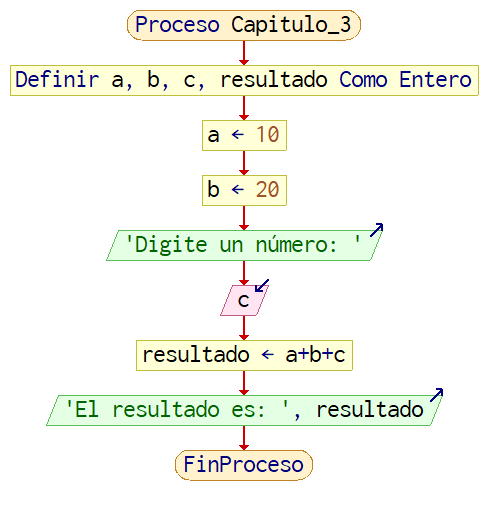 Proceso Capitulo_3
Definir a, b, c, resultado Como Entero
a ← 10
b ← 20
'Digite un número: '
c
resultado ← a+b+c
'El resultado es: ', resultado
FinProceso